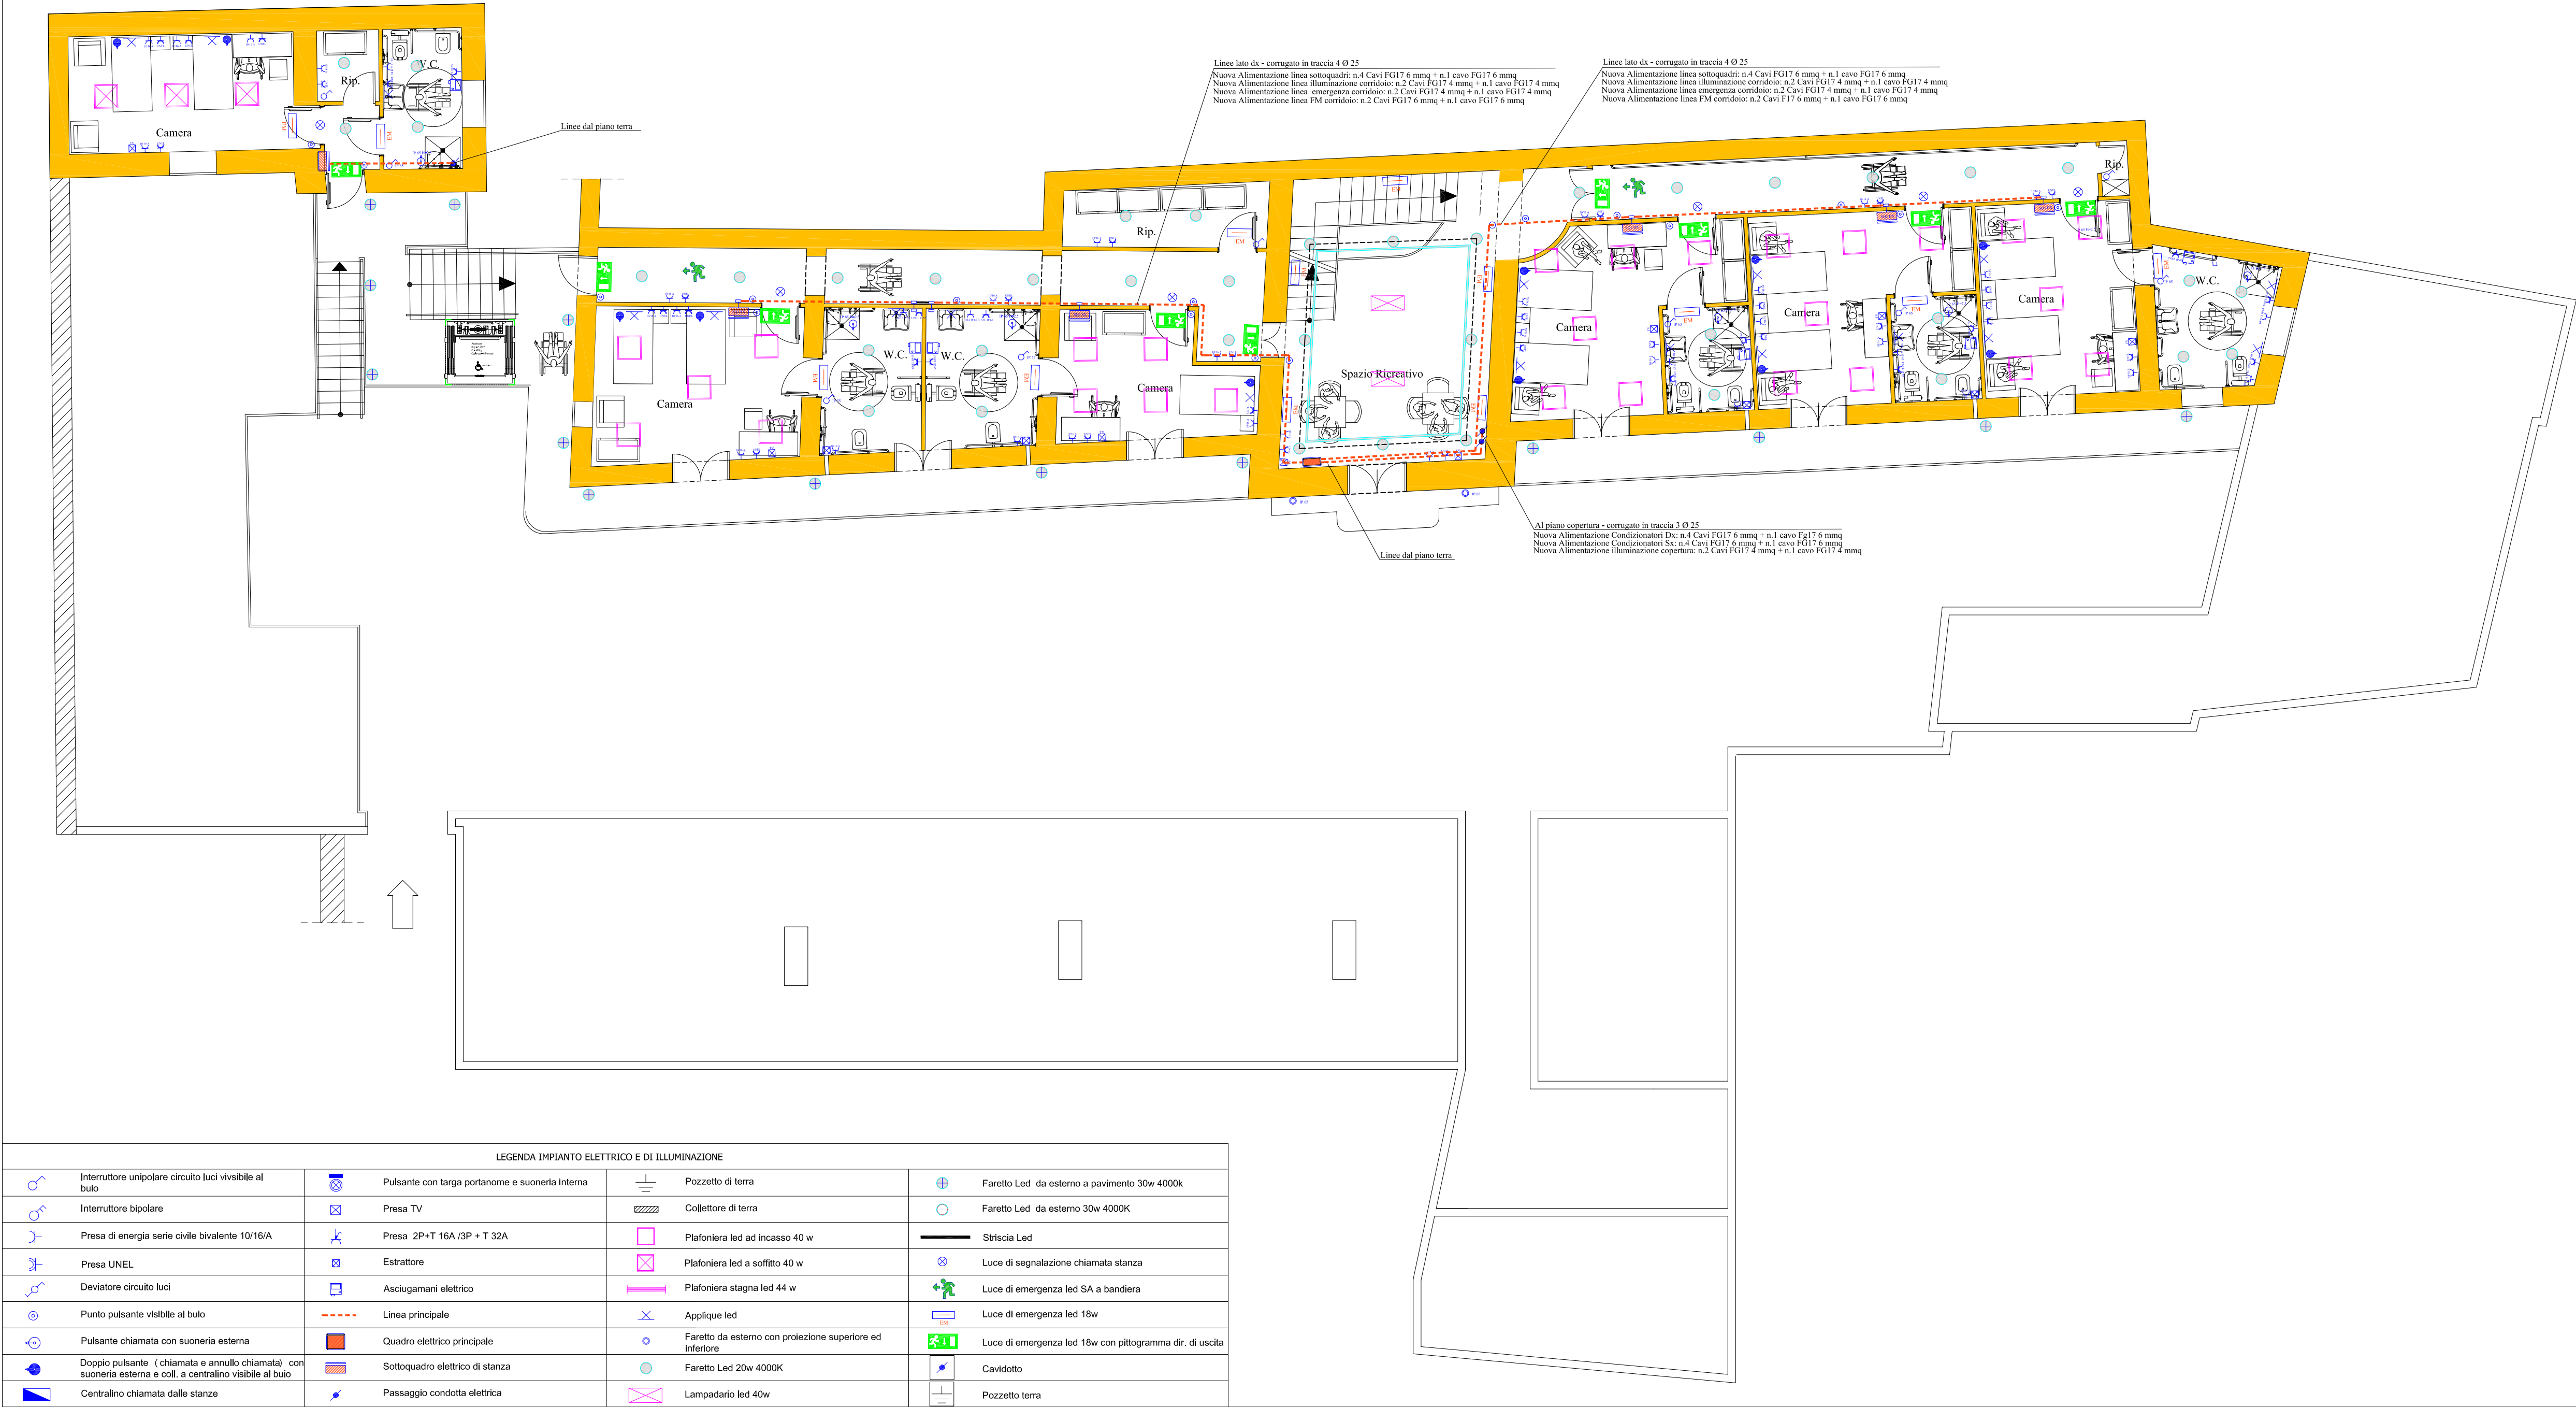 Linee lato dx - corrugato in traccia 4 Ø 25
Nuova Alimentazione linea sottoquadri: n.4 Cavi FG17 6 mmq + n.1 cavo FG17 6 mmq
Nuova Alimentazione linea illuminazione corridoio: n.2 Cavi FG17 4 mmq + n.1 cavo FG17 4 mmq
Nuova Alimentazione linea  emergenza corridoio: n.2 Cavi FG17 4 mmq + n.1 cavo FG17 4 mmq
Nuova Alimentazione linea FM corridoio: n.2 Cavi FG17 6 mmq + n.1 cavo FG17 6 mmq
Linee lato dx - corrugato in traccia 4 Ø 25
Nuova Alimentazione linea sottoquadri: n.4 Cavi FG17 6 mmq + n.1 cavo FG17 6 mmq
Nuova Alimentazione linea illuminazione corridoio: n.2 Cavi FG17 4 mmq + n.1 cavo FG17 4 mmq
Nuova Alimentazione linea emergenza corridoio: n.2 Cavi FG17 4 mmq + n.1 cavo FG17 4 mmq
Nuova Alimentazione linea FM corridoio: n.2 Cavi F17 6 mmq + n.1 cavo FG17 6 mmq
Camera
Rip.
W.C.
EM
EM
Linee dal piano terra
Rip.
EM
EM
Rip.
Camera
W.C.
W.C.
Camera
EM
EM
Spazio Ricreativo
EM
EM
EM
EM
Camera
EM
Camera
EM
Camera
EM
W.C.
IP 65
IP 65
Linee dal piano terra
Al piano copertura - corrugato in traccia 3 Ø 25
Nuova Alimentazione Condizionatori Dx: n.4 Cavi FG17 6 mmq + n.1 cavo Fg17 6 mmq
Nuova Alimentazione Condizionatori Sx: n.4 Cavi FG17 6 mmq + n.1 cavo FG17 6 mmq
Nuova Alimentazione illuminazione copertura: n.2 Cavi FG17 4 mmq + n.1 cavo FG17 4 mmq
LEGENDA IMPIANTO ELETTRICO E DI ILLUMINAZIONE
Interruttore unipolare circuito luci vivsibile al
buio
Pulsante con targa portanome e suoneria interna
Pozzetto di terra
Faretto Led  da esterno a pavimento 30w 4000k
Interruttore bipolare
Presa TV
Collettore di terra
Faretto Led  da esterno 30w 4000K
Presa di energia serie civile bivalente 10/16/A
Presa  2P+T 16A /3P + T 32A
Plafoniera led ad incasso 40 w
Striscia Led
Presa UNEL
Estrattore
Plafoniera led a soffitto 40 w
Luce di segnalazione chiamata stanza
Deviatore circuito luci
Asciugamani elettrico
Plafoniera stagna led 44 w
Luce di emergenza led SA a bandiera
Punto pulsante visibile al buio
Linea principale
Applique led
EM
Luce di emergenza led 18w
Pulsante chiamata con suoneria esterna
Quadro elettrico principale
Faretto da esterno con proiezione superiore ed
inferiore
Luce di emergenza led 18w con pittogramma dir. di uscita
Doppio pulsante  ( chiamata e annullo chiamata)  con
suoneria esterna e coll. a centralino visibile al buio
Sottoquadro elettrico di stanza
Faretto Led 20w 4000K
Cavidotto
Centralino chiamata dalle stanze
Passaggio condotta elettrica
Lampadario led 40w
Pozzetto terra